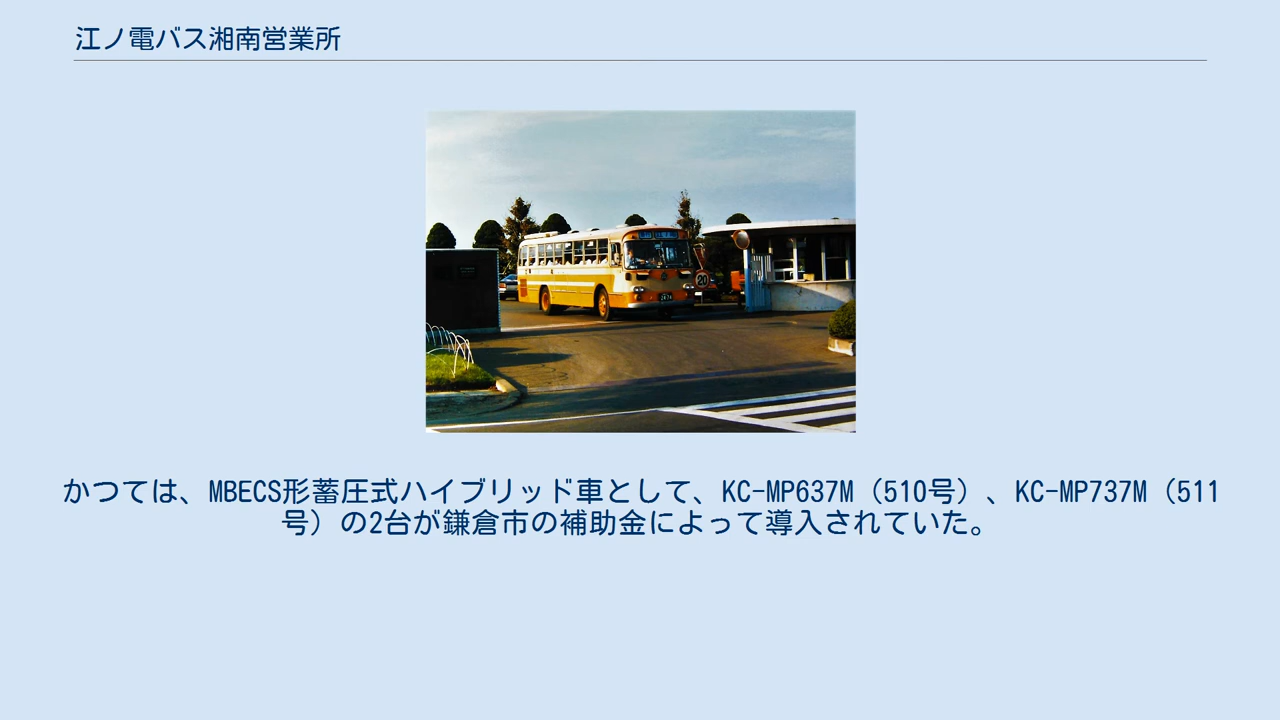 江ノ電バス湘南営業所
20
かつては、MBECS形蓄圧式ハイブリッド車として、KC-MP637M（510号）、KC-MP737M（511
号）の2台が鎌倉市の補助金によって導入されていた。